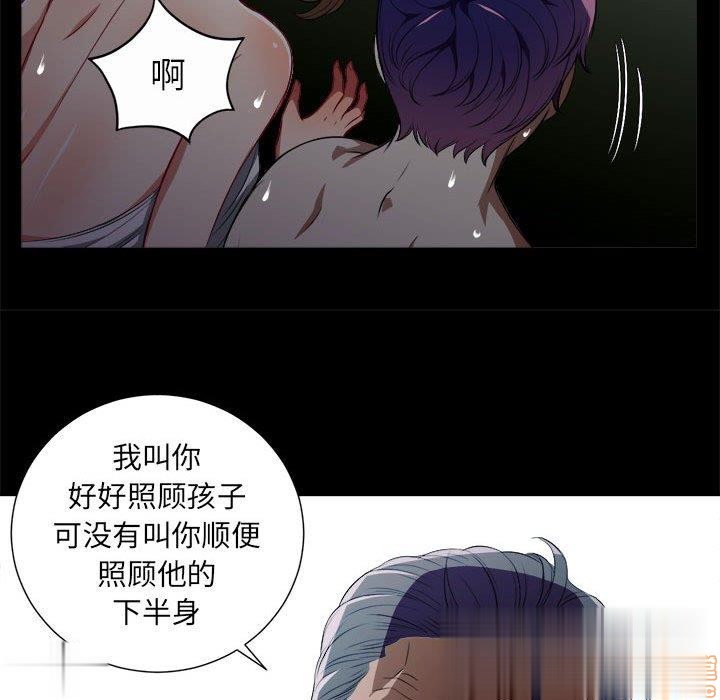 啊
我叫你
好好照顾孩子
可没有叫你顺便
照顾他的
下半身